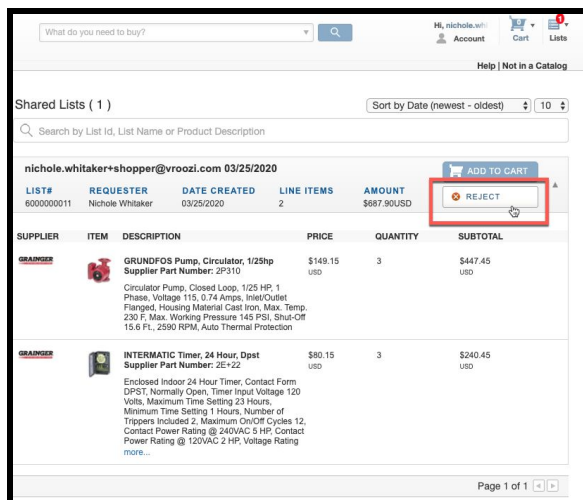 What do you need to buy?
Hi, nichole.whi
Account
Cart
1
Lists
Help | Not in a Catalog
Shared Lists ( 1 )
Sort by Date (newest - oldest)
10
Search by List Id, List Name or Product Description
nichole.whitaker+shopper@vroozi.com 03/25/2020
ADD TO CART
LIST# REQUESTER DATE CREATED LINE ITEMS AMOUNT
6000000011 Nichole Whitaker 03/25/2020 2 $687.90USD
REJECT
SUPPLIER ITEM DESCRIPTION PRICE QUANTITY SUBTOTAL
GRAINGER GRUNDFOS Pump, Circulator, 1/25hp $149.15 3 $447.45
Supplier Part Number: 2P310 USD USD
Circulator Pump, Closed Loop, 1/25 HP, 1
Phase, Voltage 115, 0.74 Amps, Inlet/Outlet
Flanged, Housing Material Cast Iron, Max. Temp.
230 F, Max. Working Pressure 145 PSI, Shut-Off
15.6 Ft., 2590 RPM, Auto Thermal Protection
GRAINGER INTERMATIC Timer, 24 Hour, Dpst $80.15 3 $240.45
Supplier Part Number: 2E+22 USD USD
Enclosed Indoor 24 Hour Timer, Contact Form
DPST, Normally Open, Timer Input Voltage 120
Volts, Maximum Time Setting 23 Hours,
Minimum Time Setting 1 Hours, Number of
Trippers Included 2, Maximum On/Off Cycles 12,
Contact Power Rating @ 240VAC 5 HP, Contact
Power Rating @ 120VAC 2 HP, Voltage Rating
more...
Page 1 of 1